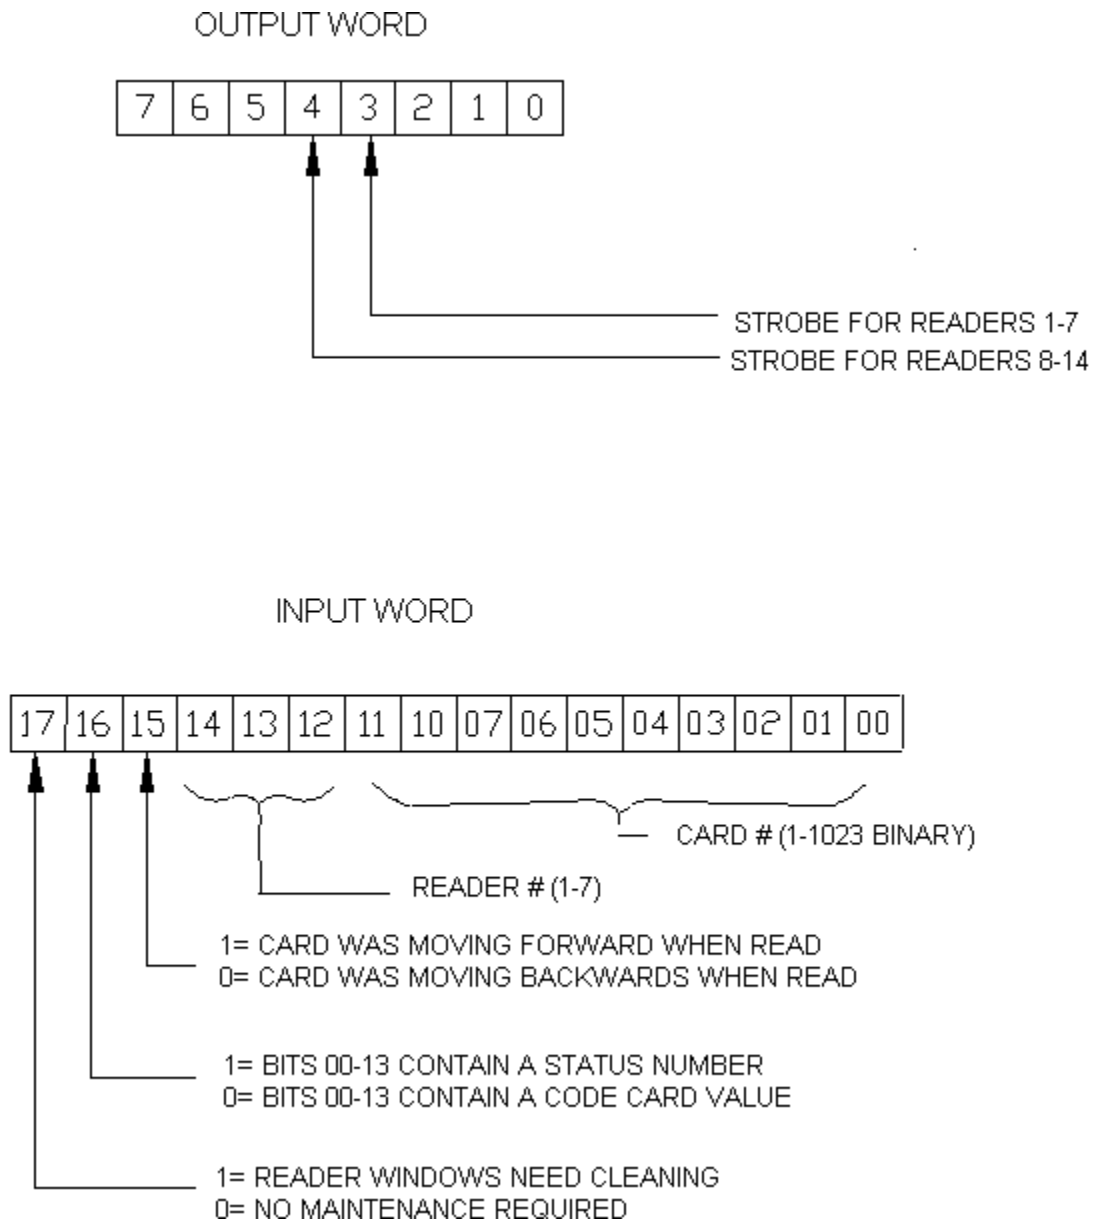 OUTPUT WORD
7 6 5 4 3 2 1 0
STROBE FOR READERS 1-7
STROBE FOR READERS 8-14
INPUT WORD
17 16 15 14 13 12 11 10 07 06 05 04 03 02 01 00
CARD # (1-1023 BINARY)
READER # (1-7)
1= CARD WAS MOVING FORWARD WHEN READ
0= CARD WAS MOVING BACKWARDS WHEN READ
1= BITS 00-13 CONTAIN A STATUS NUMBER
0= BITS 00-13 CONTAIN A CODE CARD VALUE
1= READER WINDOWS NEED CLEANING
0= NO MAINTENANCE REQUIRED